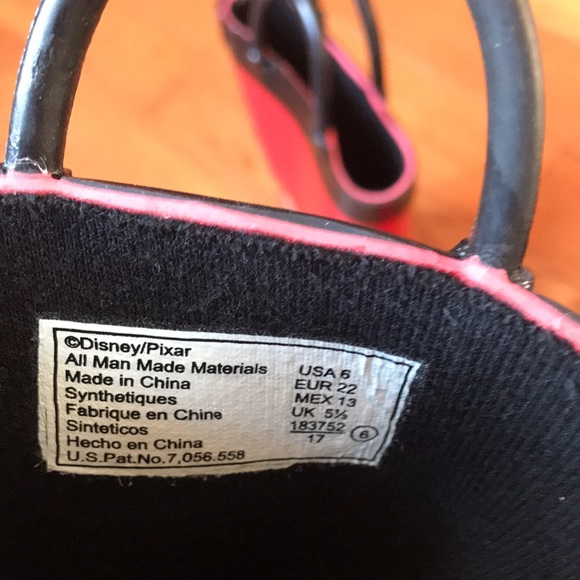 ©Disney/Pixar
All Man Made Materials
Made in China
Synthetiques
Fabrique en Chine
Sinteticos
Hecho en China
U.S.Pat.No.7,056.558
USA 6
EUR 22
MEX 13
UK 5½
183752
17
6